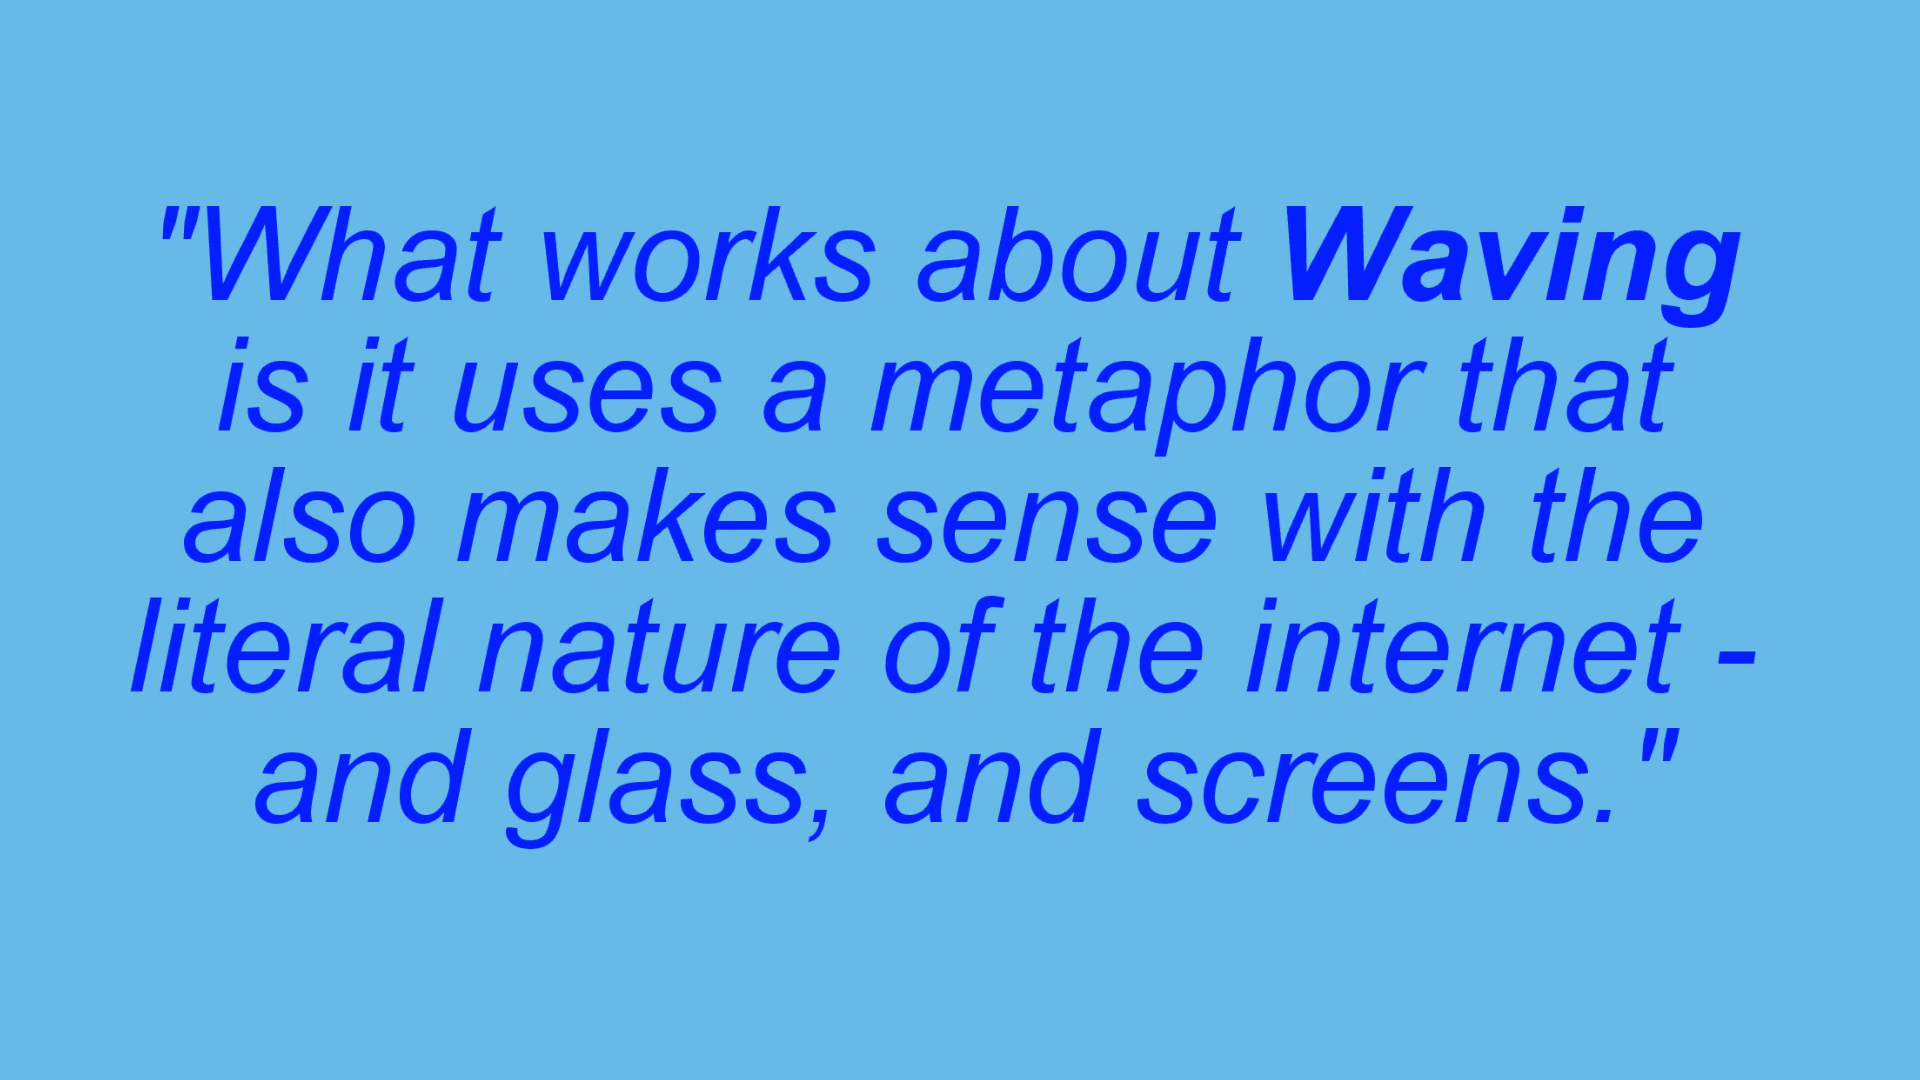 "What works about Waving
is it uses a metaphor that
also makes sense with the
literal nature of the internet -
and glass, and screens."